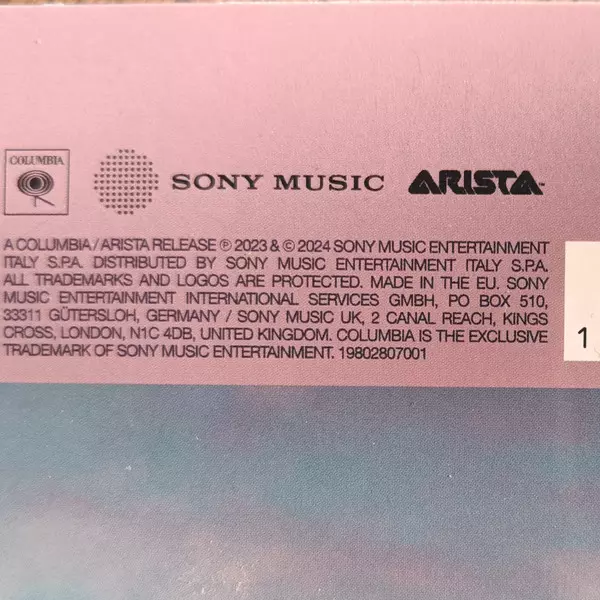 COLUMBIA
SONY MUSIC
ARISTA
A COLUMBIA / ARISTA RELEASE ℗ 2023 & © 2024 SONY MUSIC ENTERTAINMENT
ITALY S.P.A. DISTRIBUTED BY SONY MUSIC ENTERTAINMENT ITALY S.P.A.
ALL TRADEMARKS AND LOGOS ARE PROTECTED. MADE IN THE EU. SONY
MUSIC ENTERTAINMENT INTERNATIONAL SERVICES GMBH, PO BOX 510,
33311 GÜTERSLOH, GERMANY / SONY MUSIC UK, 2 CANAL REACH, KINGS
CROSS, LONDON, N1C 4DB, UNITED KINGDOM. COLUMBIA IS THE EXCLUSIVE
TRADEMARK OF SONY MUSIC ENTERTAINMENT. 19802807001
1